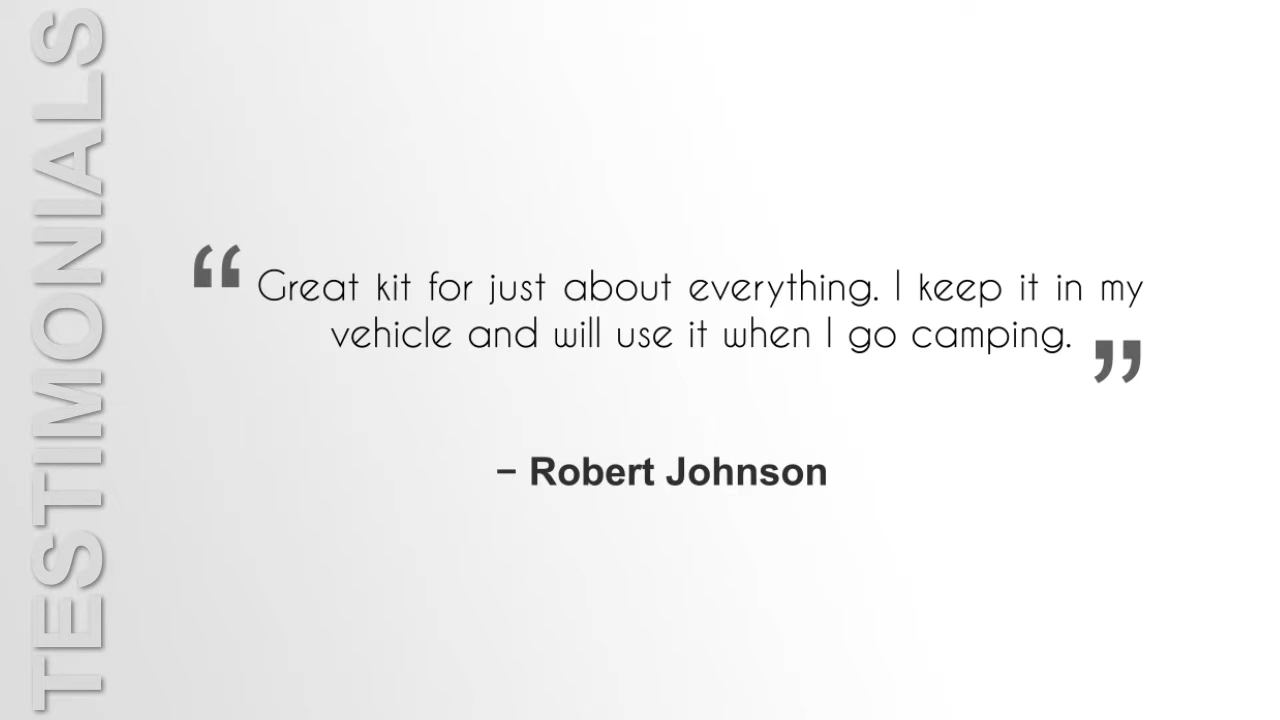 TESTIMONIALS
“Great kit for just about everything. I keep it in my
vehicle and will use it when I go camping.”
– Robert Johnson